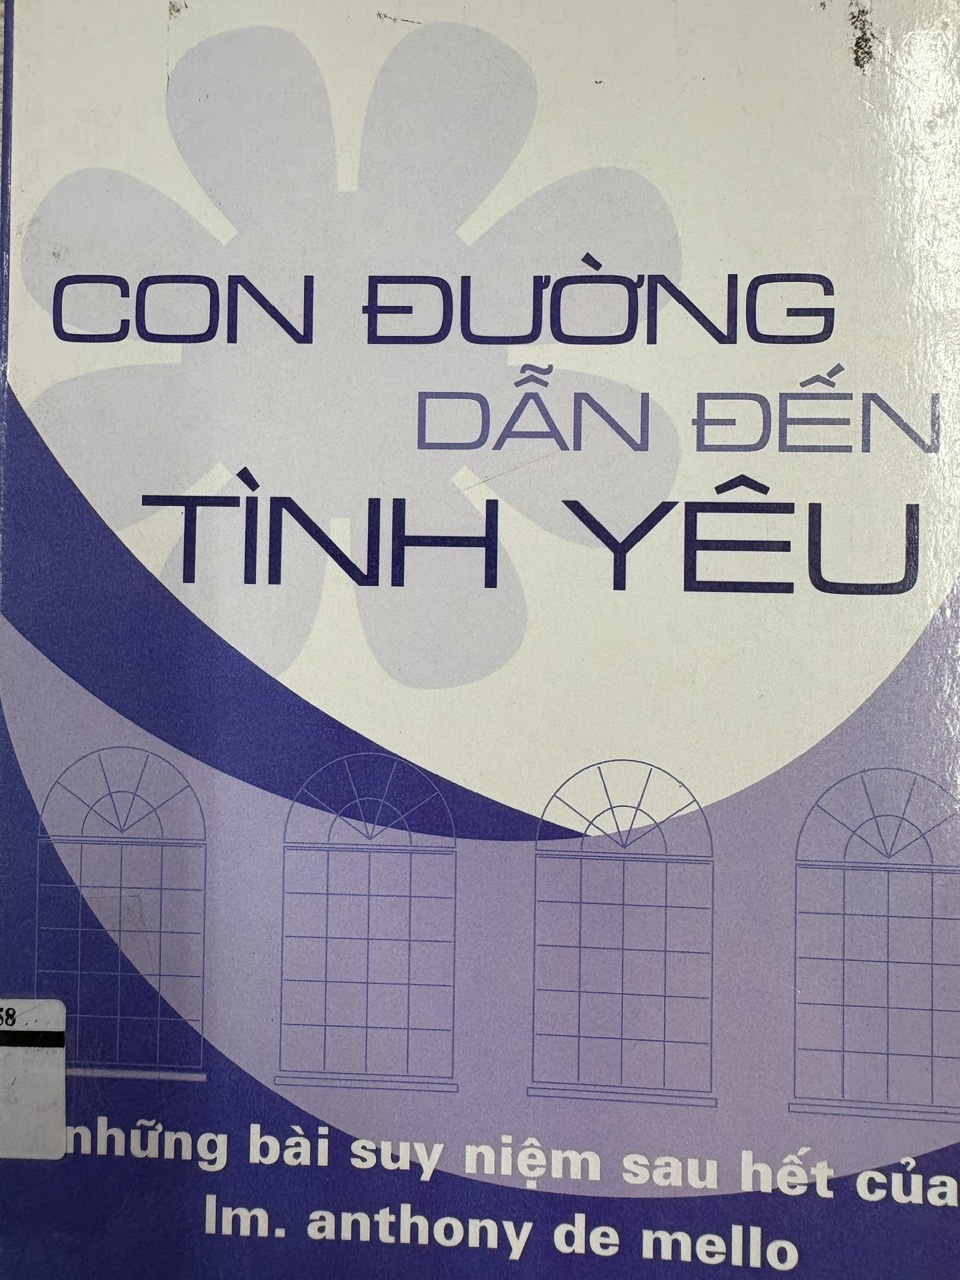 CON ĐƯỜNG
DẪN ĐẾN
TÌNH YÊU
những bài suy niệm sau hết của
lm. anthony de mello